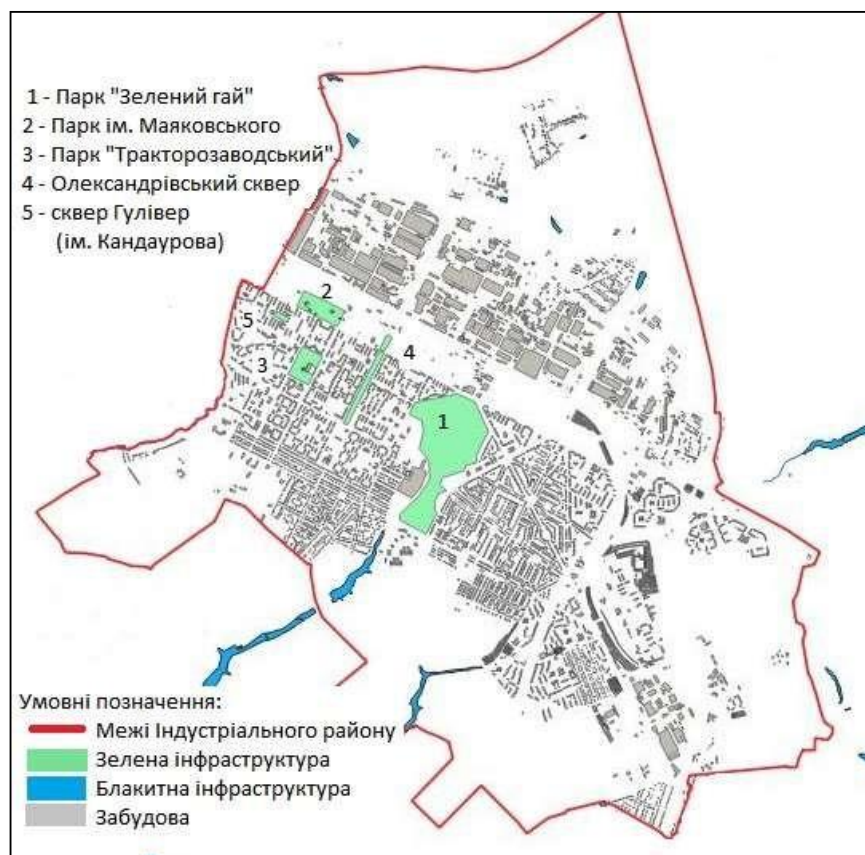 1 - Парк "Зелений гай"
2 - Парк ім. Маяковського
3 - Парк "Тракторозаводський"
4 - Олександрівський сквер
5 - сквер Гулівер
(ім. Кандаурова)
2
5
4
3
1
Умовні позначення:
Межі Індустріального району
Зелена інфраструктура
Блакитна інфраструктура
Забудова